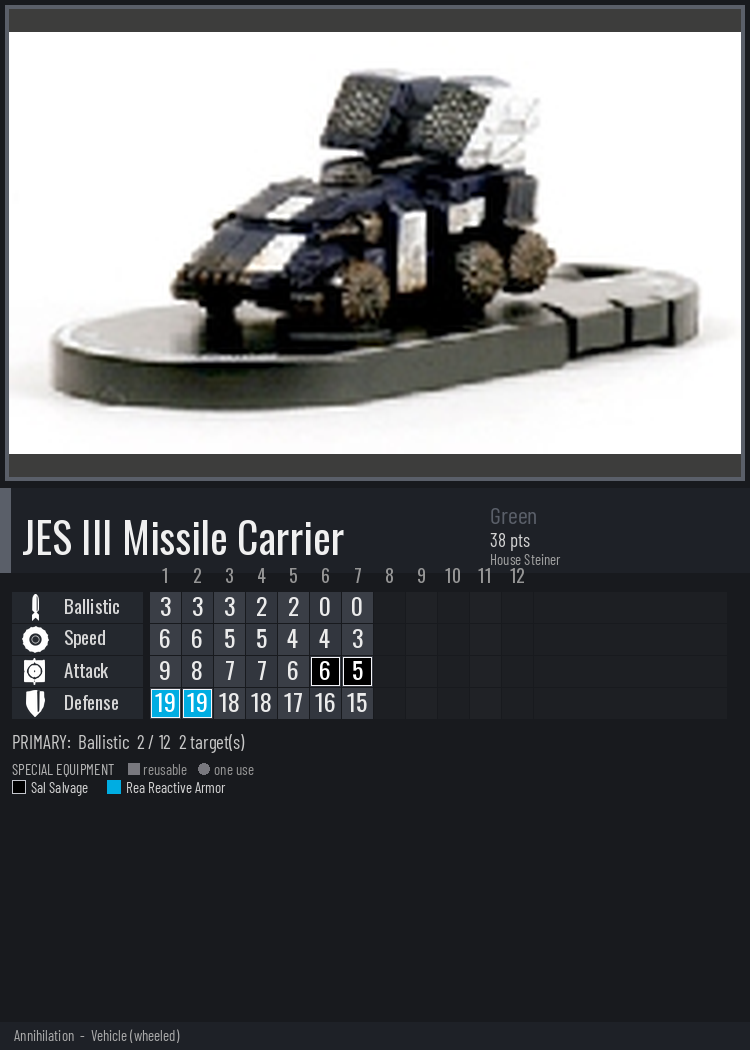 JES III Missile Carrier
Green
38 pts
House Steiner
1 2 3 4 5 6 7 8 9 10 11 12
Ballistic 3 3 3 2 2 0 0
Speed 6 6 5 5 4 4 3
Attack 9 8 7 7 6 6 5
Defense 19 19 18 18 17 16 15
PRIMARY: Ballistic 2 / 12 2 target(s)
SPECIAL EQUIPMENT reusable one use
Sal Salvage Rea Reactive Armor
Annihilation - Vehicle (wheeled)